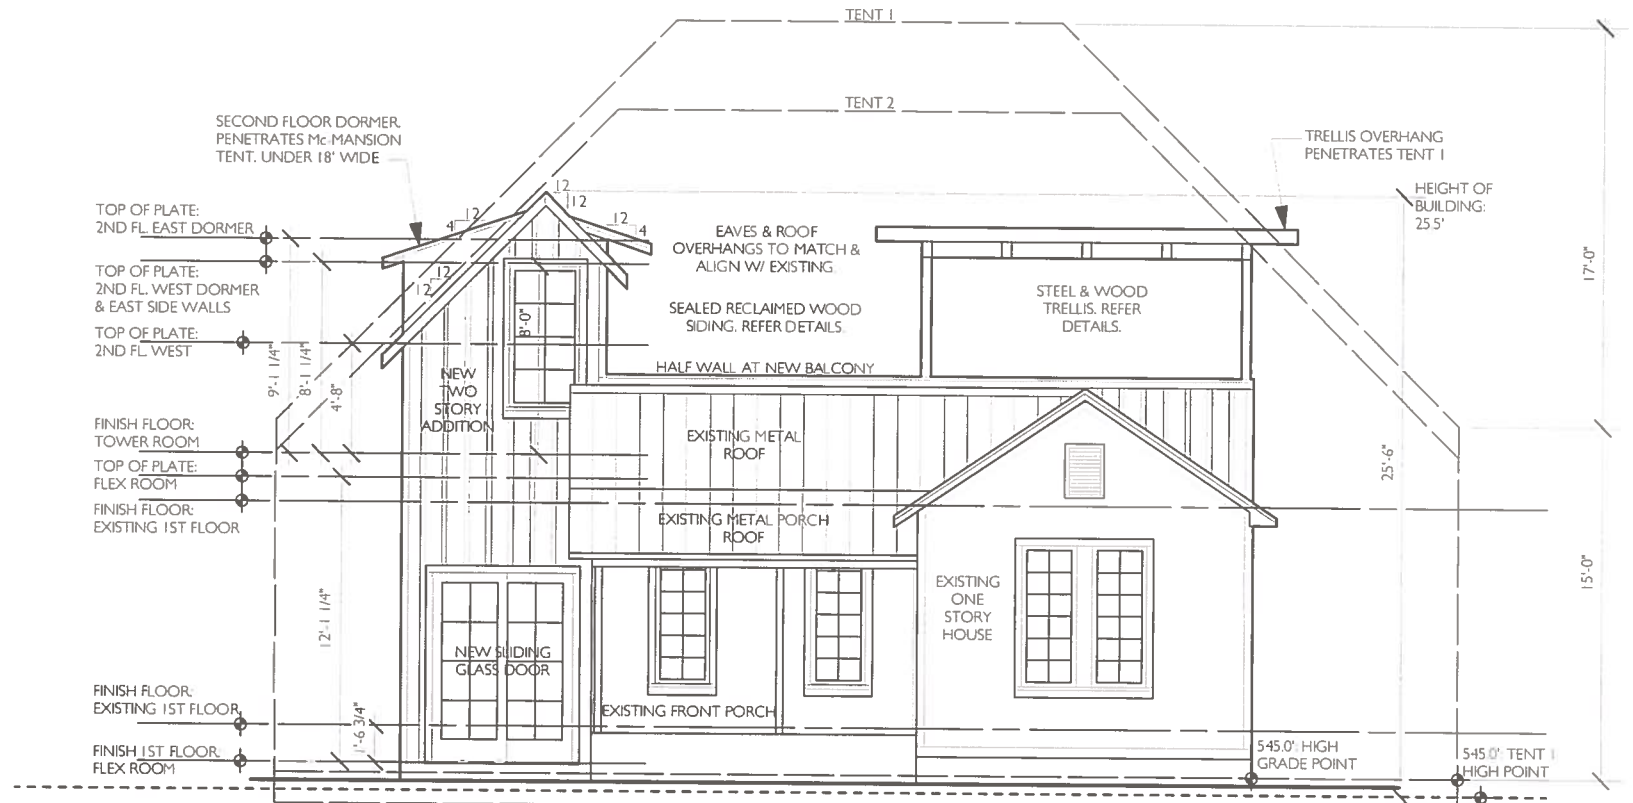 TENT 1
TENT 2
SECOND FLOOR DORMER
PENETRATES Mc-MANSION
TENT. UNDER 18' WIDE
TRELLIS OVERHANG
PENETRATES TENT 1
HEIGHT OF
BUILDING:
25.5'
12
12
12
4
12
4
12
12
TOP OF PLATE:
2ND FL. EAST DORMER
TOP OF PLATE:
2ND FL. WEST DORMER
& EAST SIDE WALLS
TOP OF PLATE:
2ND FL. WEST
EAVES & ROOF
OVERHANGS TO MATCH &
ALIGN W/ EXISTING.
SEALED RECLAIMED WOOD
SIDING. REFER DETAILS.
STEEL & WOOD
TRELLIS. REFER
DETAILS.
17'-0"
8'-0"
9'-1 1/4"
8'-1 1/4"
4'-8"
HALF WALL AT NEW BALCONY
NEW
TWO
STORY
ADDITION
FINISH FLOOR:
TOWER ROOM
TOP OF PLATE:
FLEX ROOM
FINISH FLOOR:
EXISTING 1ST FLOOR
EXISTING METAL
ROOF
EXISTING METAL PORCH
ROOF
25'-6"
15'-0"
12'-1 1/4"
EXISTING
ONE
STORY
HOUSE
NEW SLIDING
GLASS DOOR
EXISTING FRONT PORCH
FINISH FLOOR:
EXISTING 1ST FLOOR
1'-6 3/4"
FINISH 1ST FLOOR
FLEX ROOM
545.0': HIGH
GRADE POINT
545.0': TENT 1
HIGH POINT